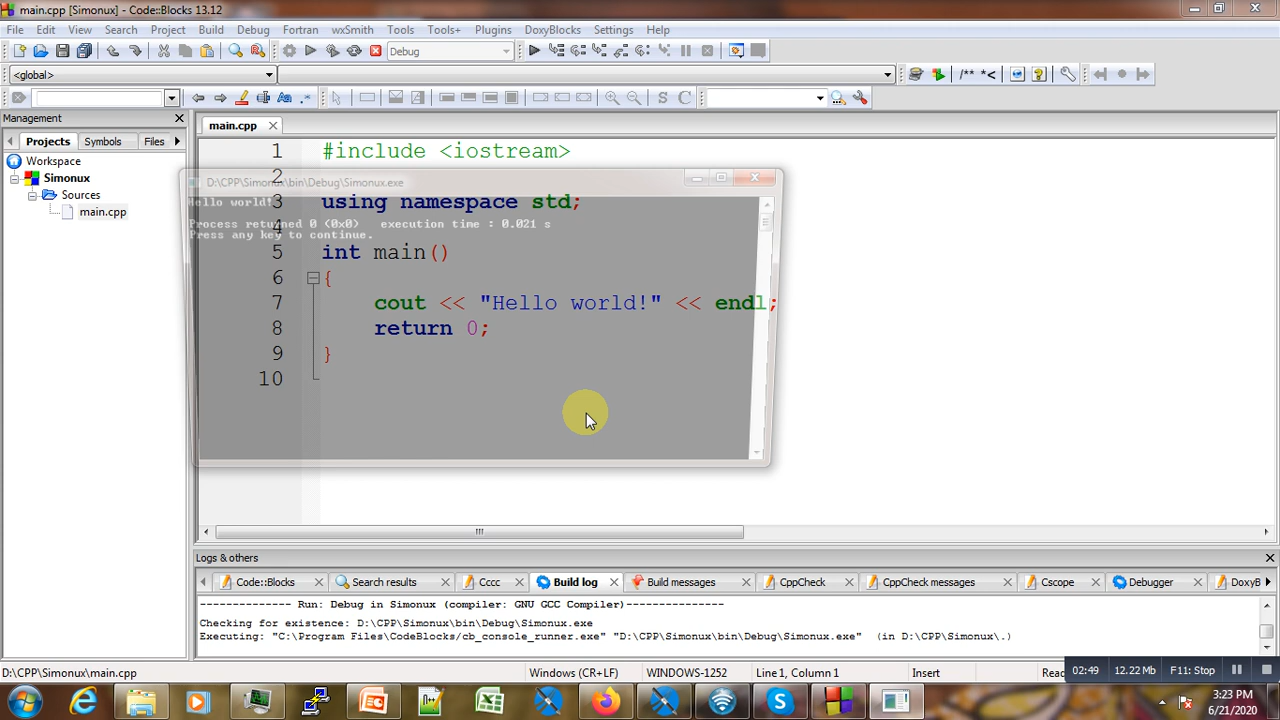 main.cpp [Simonux] - Code::Blocks 13.12
File Edit View Search Project Build Debug Fortran wxSmith Tools Tools+ Plugins DoxyBlocks Settings Help
Debug
<global>
/** *<
S C
Management
Projects Symbols Files
Workspace
Simonux
Sources
main.cpp
main.cpp
1 #include <iostream>
2
D:\CPP\Simonux\bin\Debug\Simonux.exe
Hello world!
3 using namespace std;
Process returned 0 (0x0) execution time : 0.021 s
4
Press any key to continue.
5 int main()
6 {
7 cout << "Hello world!" << endl;
8 return 0;
9 }
10
Logs & others
Code::Blocks Search results Cccc Build log Build messages CppCheck CppCheck messages Cscope Debugger DoxyB
-------------- Run: Debug in Simonux (compiler: GNU GCC Compiler)---------------
Checking for existence: D:\CPP\Simonux\bin\Debug\Simonux.exe
Executing: "C:\Program Files\CodeBlocks/cb_console_runner.exe" "D:\CPP\Simonux\bin\Debug\Simonux.exe" (in D:\CPP\Simonux\.)
D:\CPP\Simonux\main.cpp Windows (CR+LF) WINDOWS-1252 Line 1, Column 1 Insert Reac
02:49 12.22 Mb F11: Stop
3:23 PM
6/21/2020